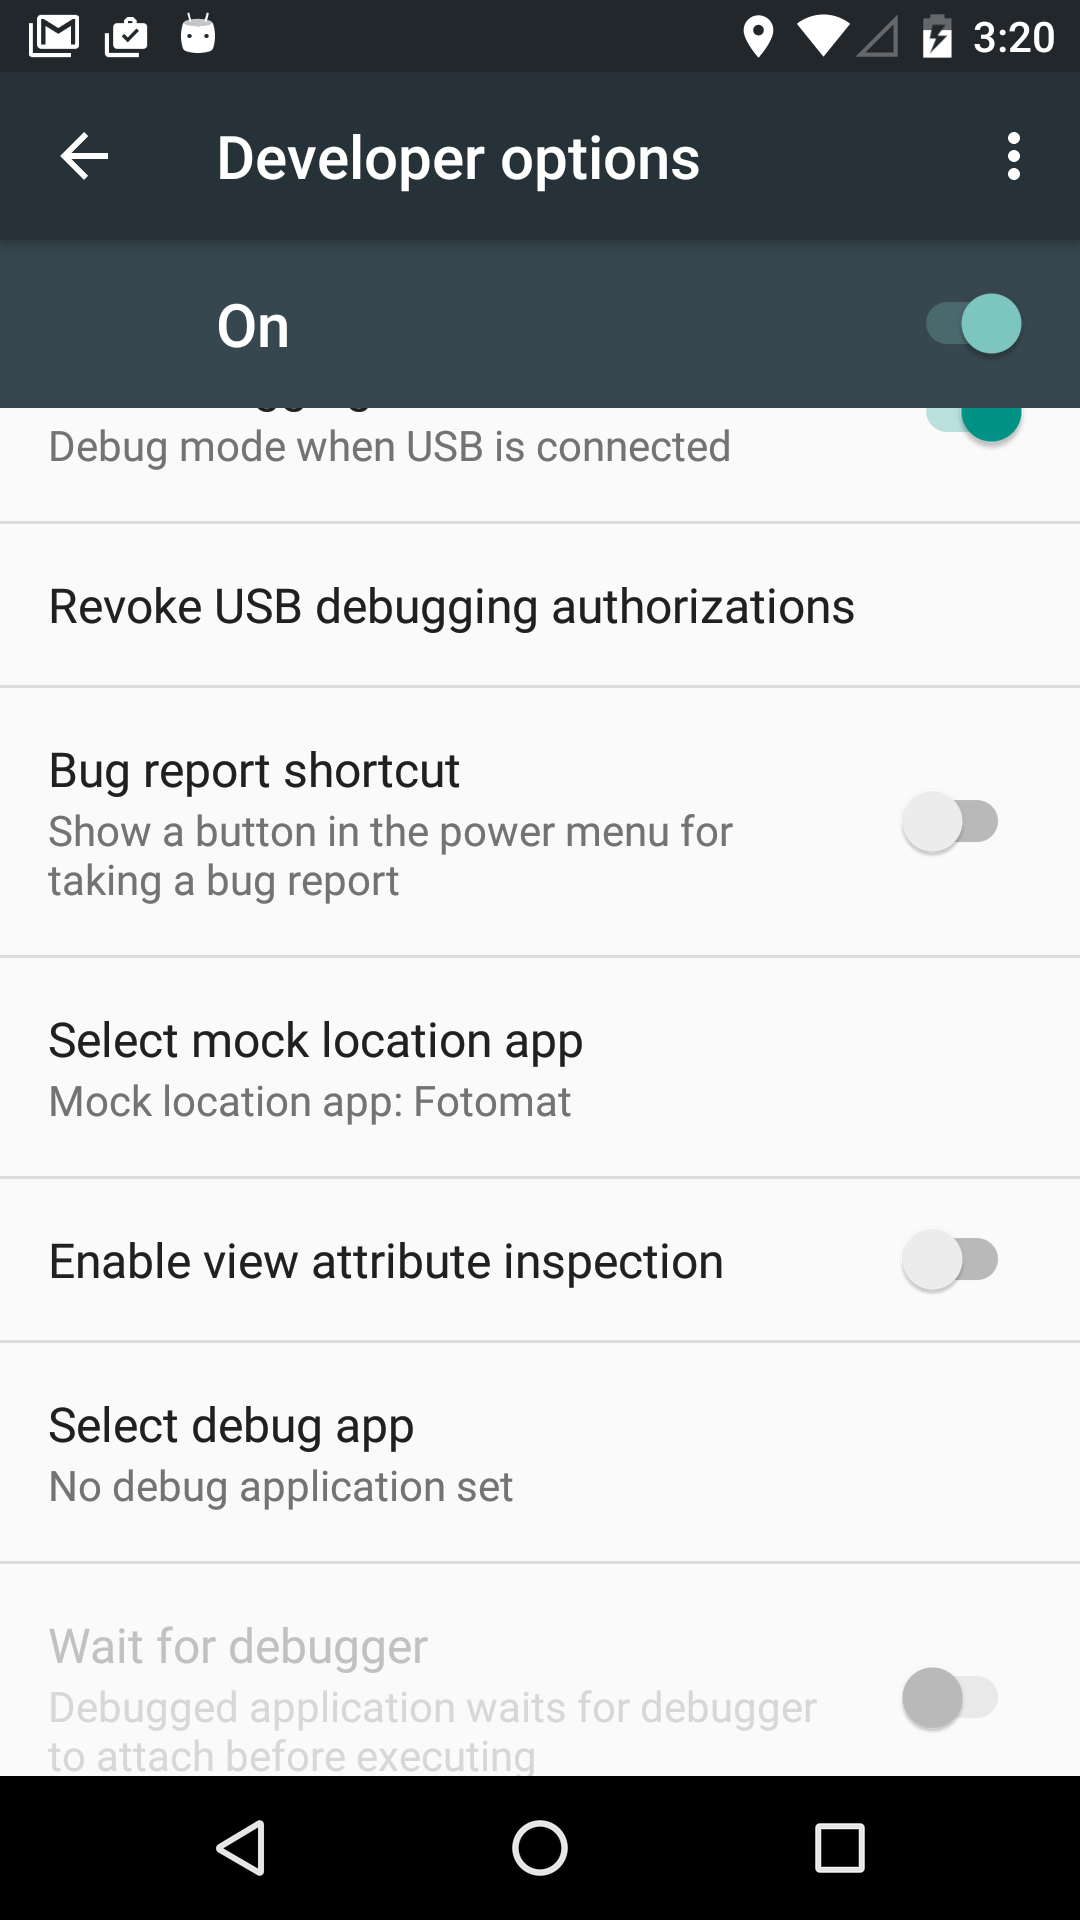 3:20
Developer options
On
Debug mode when USB is connected
Revoke USB debugging authorizations
Bug report shortcut
Show a button in the power menu for
taking a bug report
Select mock location app
Mock location app: Fotomat
Enable view attribute inspection
Select debug app
No debug application set
Wait for debugger
Debugged application waits for debugger
to attach before executing